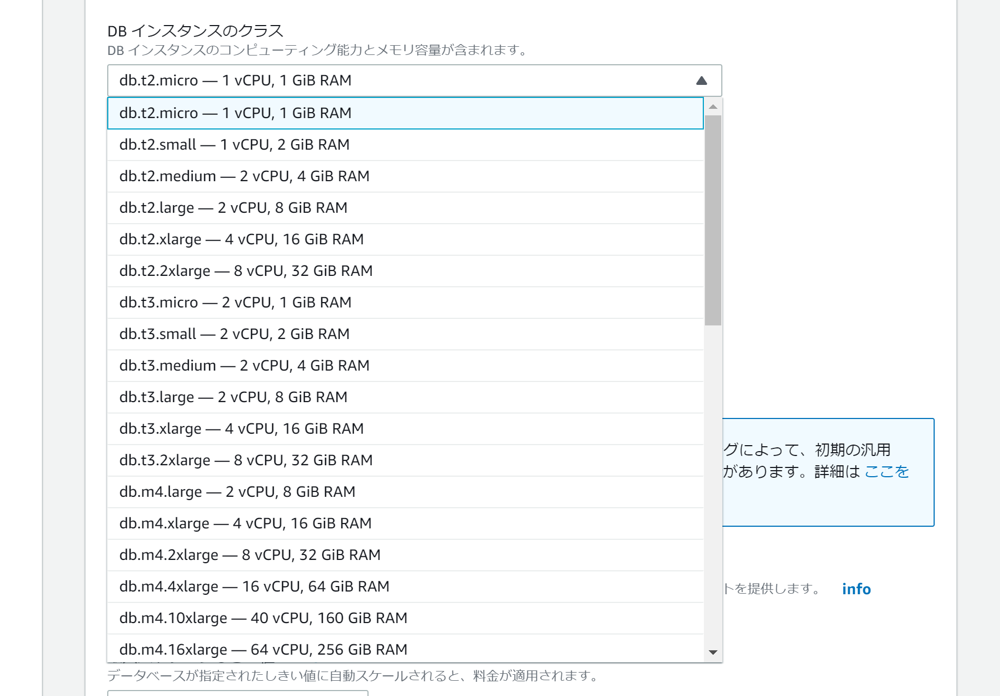 DB インスタンスのクラス
DB インスタンスのコンピューティング能力とメモリ容量が含まれます。
db.t2.micro — 1 vCPU, 1 GiB RAM
db.t2.micro — 1 vCPU, 1 GiB RAM
db.t2.small — 1 vCPU, 2 GiB RAM
db.t2.medium — 2 vCPU, 4 GiB RAM
db.t2.large — 2 vCPU, 8 GiB RAM
db.t2.xlarge — 4 vCPU, 16 GiB RAM
db.t2.2xlarge — 8 vCPU, 32 GiB RAM
db.t3.micro — 2 vCPU, 1 GiB RAM
db.t3.small — 2 vCPU, 2 GiB RAM
db.t3.medium — 2 vCPU, 4 GiB RAM
db.t3.large — 2 vCPU, 8 GiB RAM
db.t3.xlarge — 4 vCPU, 16 GiB RAM
グによって、初期の汎用
db.t3.2xlarge — 8 vCPU, 32 GiB RAM
があります。詳細は ここを
db.m4.large — 2 vCPU, 8 GiB RAM
db.m4.xlarge — 4 vCPU, 16 GiB RAM
db.m4.2xlarge — 8 vCPU, 32 GiB RAM
db.m4.4xlarge — 16 vCPU, 64 GiB RAM
トを提供します。 info
db.m4.10xlarge — 40 vCPU, 160 GiB RAM
db.m4.16xlarge — 64 vCPU, 256 GiB RAM
データベースが指定されたしきい値に自動スケールされると、料金が適用されます。